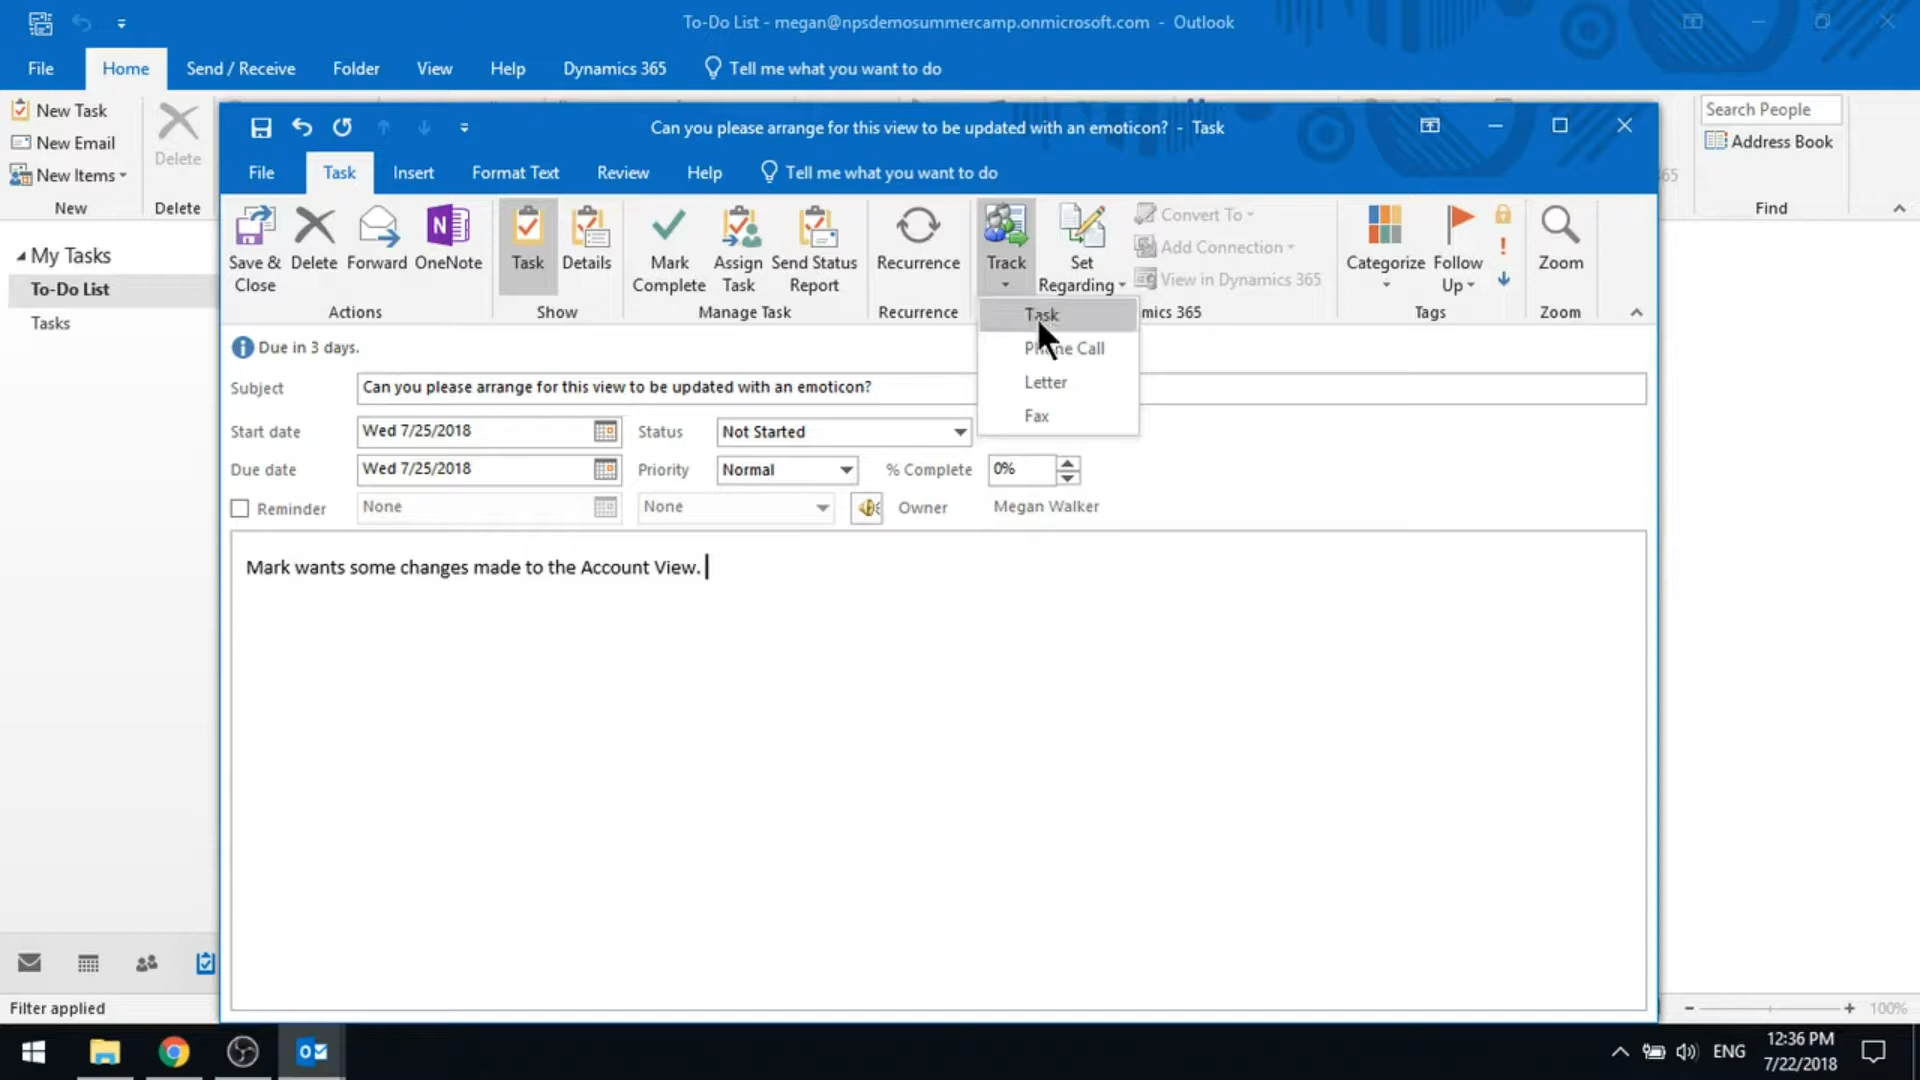 To-Do List - megan@npsdemosummercamp.onmicrosoft.com - Outlook
File Home Send / Receive Folder View Help Dynamics 365 Tell me what you want to do
New Task
New Email
New Items
New
Delete
Delete
Search People
Address Book
Find
65
Can you please arrange for this view to be updated with an emoticon? - Task
File Task Insert Format Text Review Help Tell me what you want to do
Save & Close
Delete
Forward
OneNote
Actions
Task
Details
Show
Mark Complete
Assign Task
Send Status Report
Manage Task
Recurrence
Recurrence
Track
Set Regarding
Convert To
Add Connection
View in Dynamics 365
mics 365
Categorize
Follow Up
Tags
Zoom
Zoom
Task
Phone Call
Letter
Fax
My Tasks
To-Do List
Tasks
Due in 3 days.
Subject Can you please arrange for this view to be updated with an emoticon?
Start date Wed 7/25/2018 Status Not Started
Due date Wed 7/25/2018 Priority Normal % Complete 0%
Reminder None None Owner Megan Walker
Mark wants some changes made to the Account View.
Filter applied
100%
ENG
12:36 PM
7/22/2018